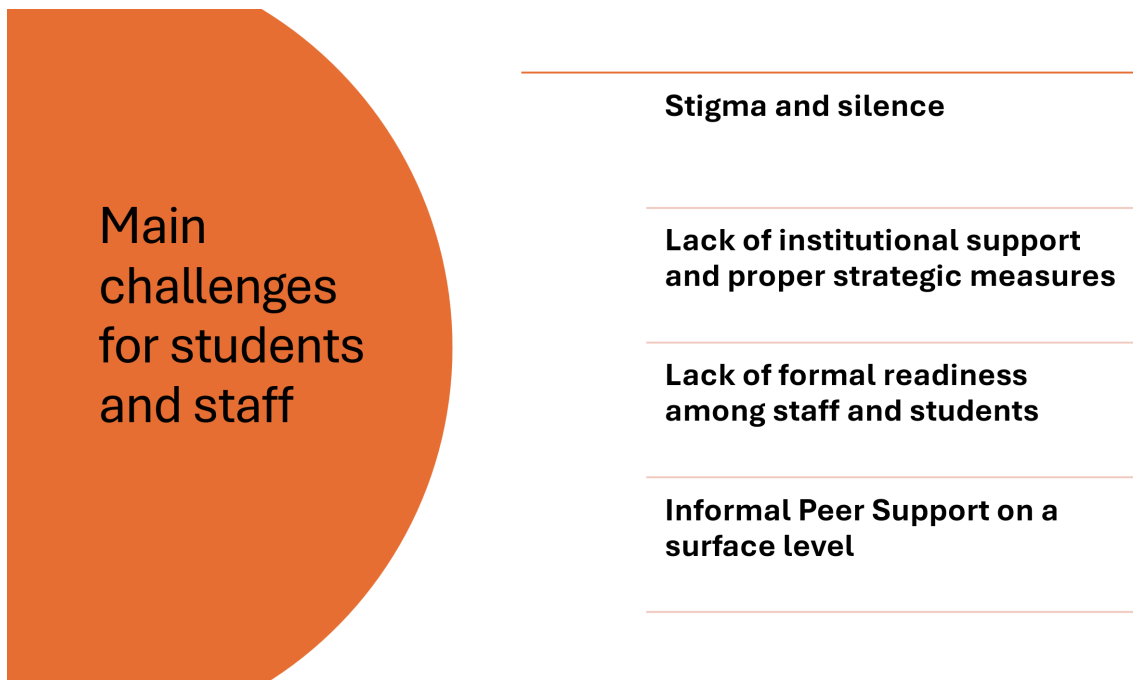 Main
challenges
for students
and staff
Stigma and silence
Lack of institutional support
and proper strategic measures
Lack of formal readiness
among staff and students
Informal Peer Support on a
surface level